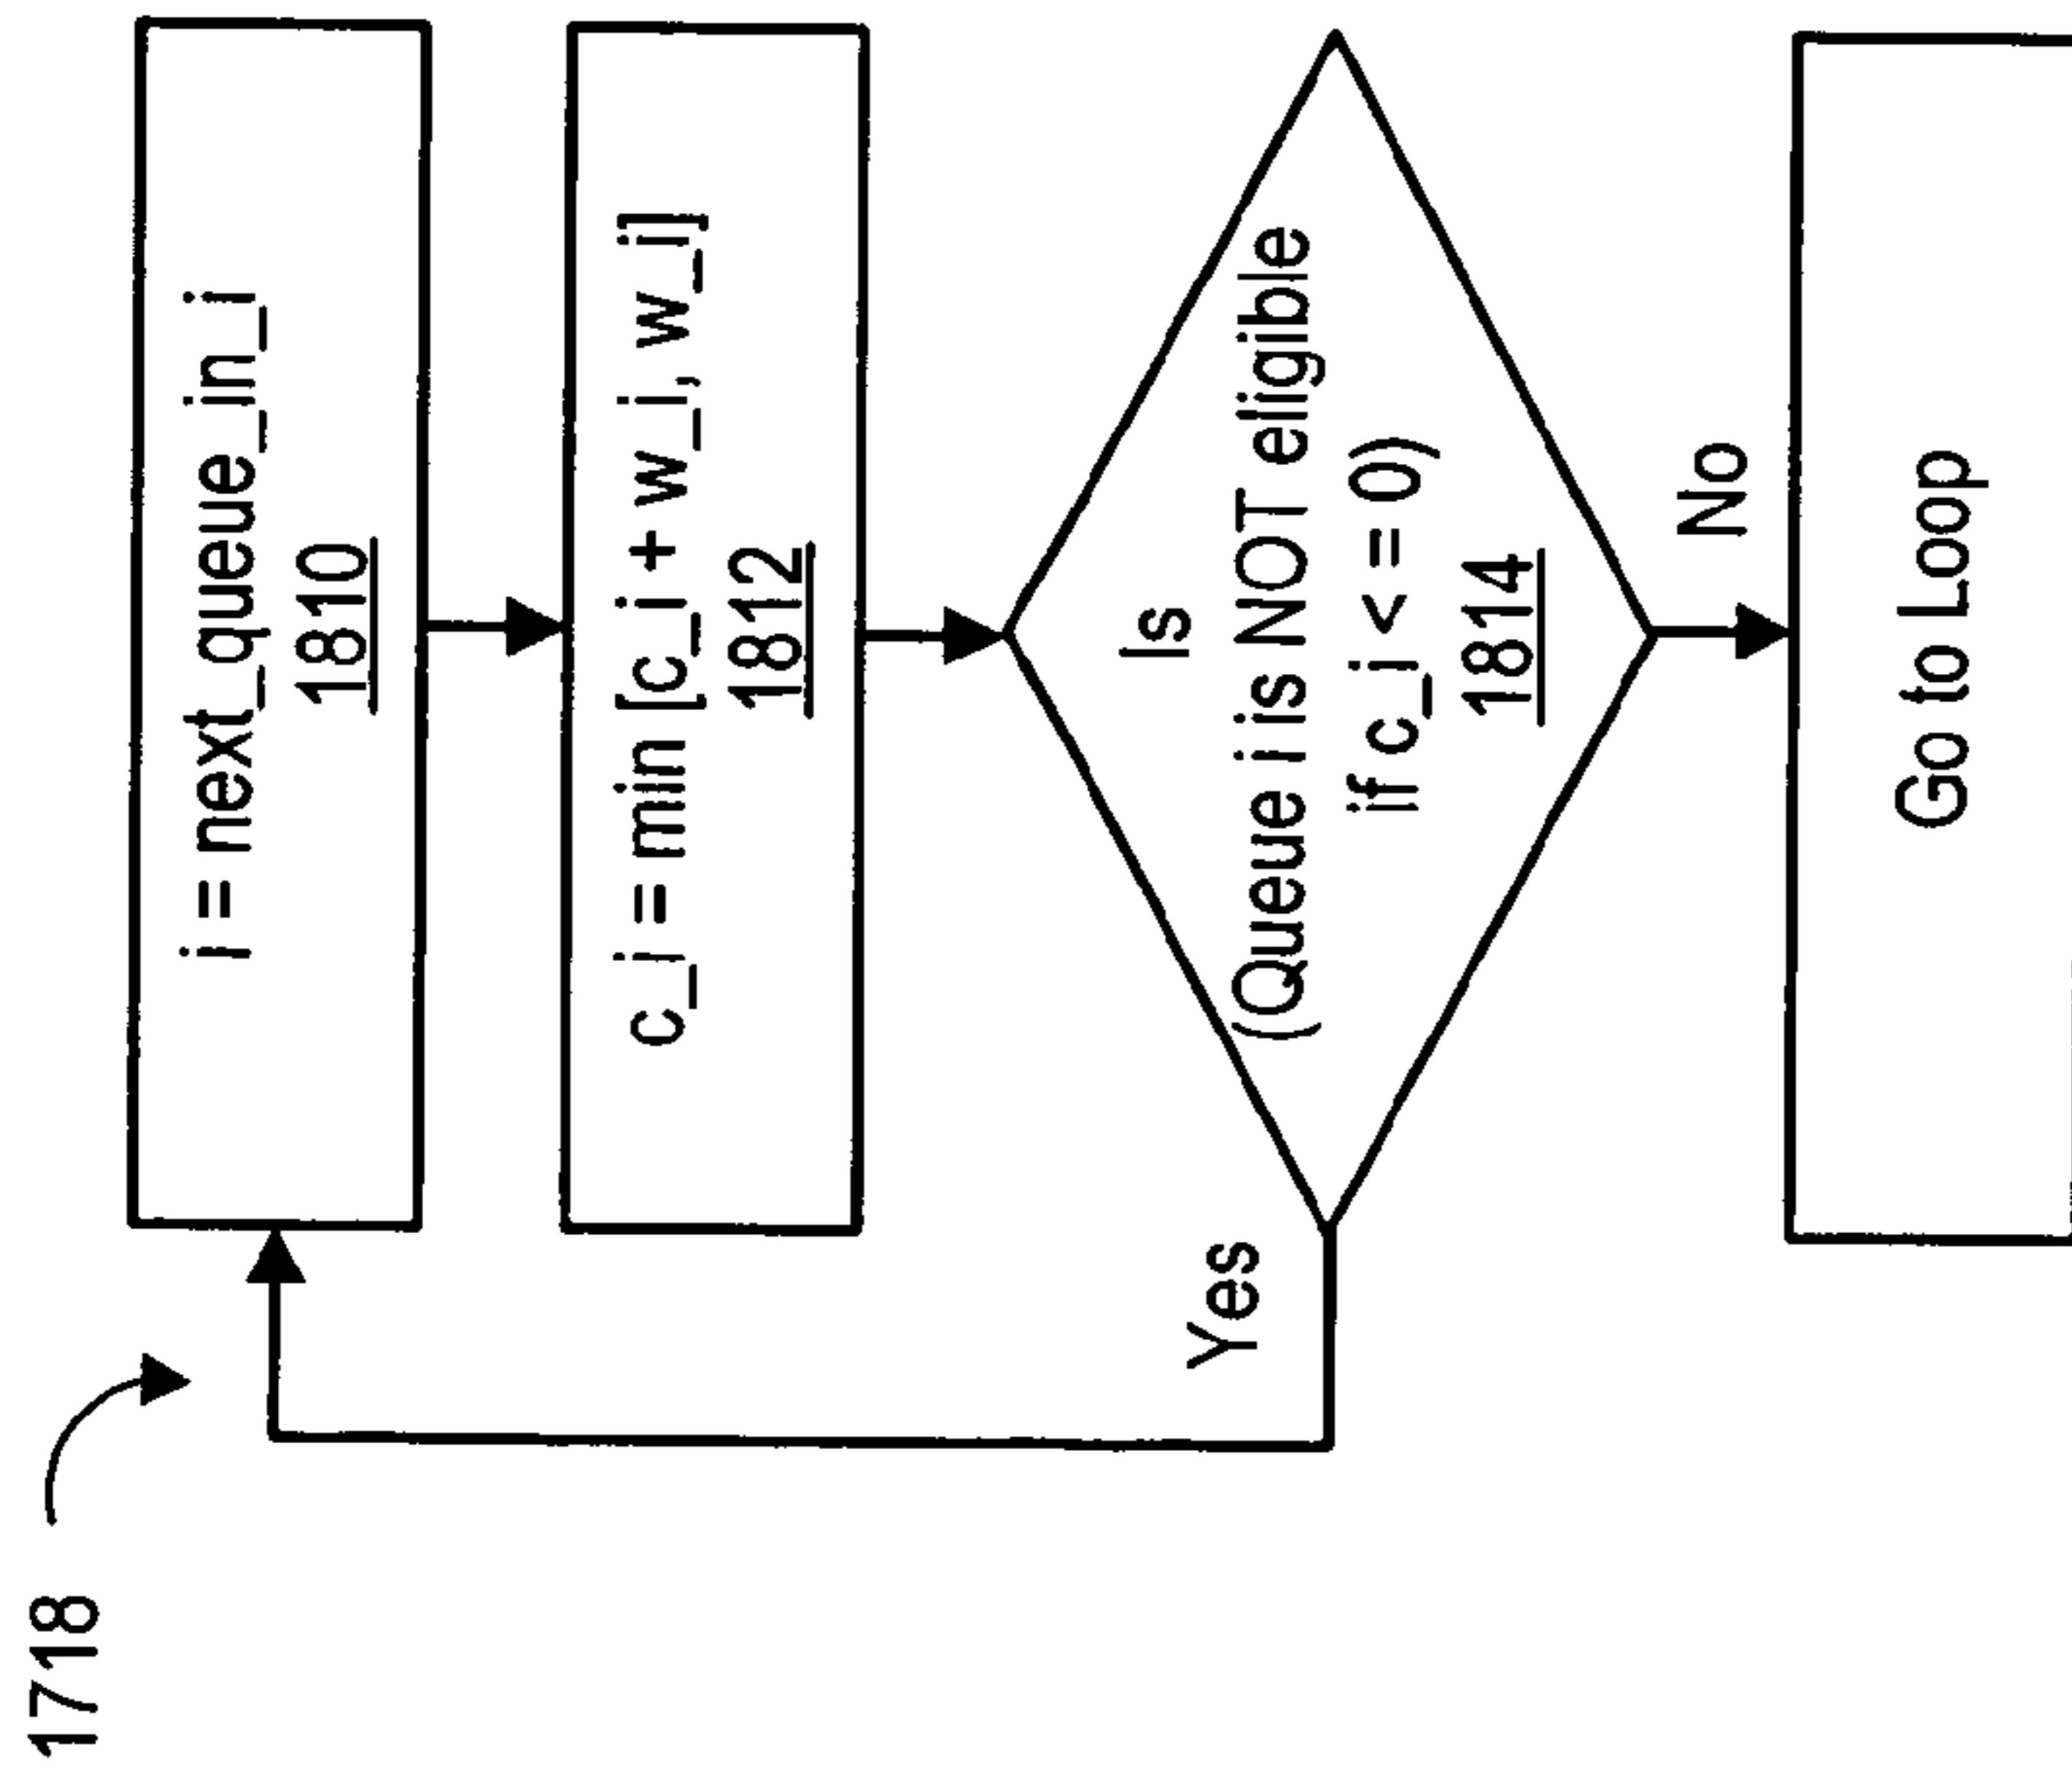 1718
i = next_queue_in_i
1810
c_i = min [c_i + w_i, w_i]
1812
Is
(Queue i is NOT eligible
if c_i < = 0)
1814
Yes
No
Go to Loop